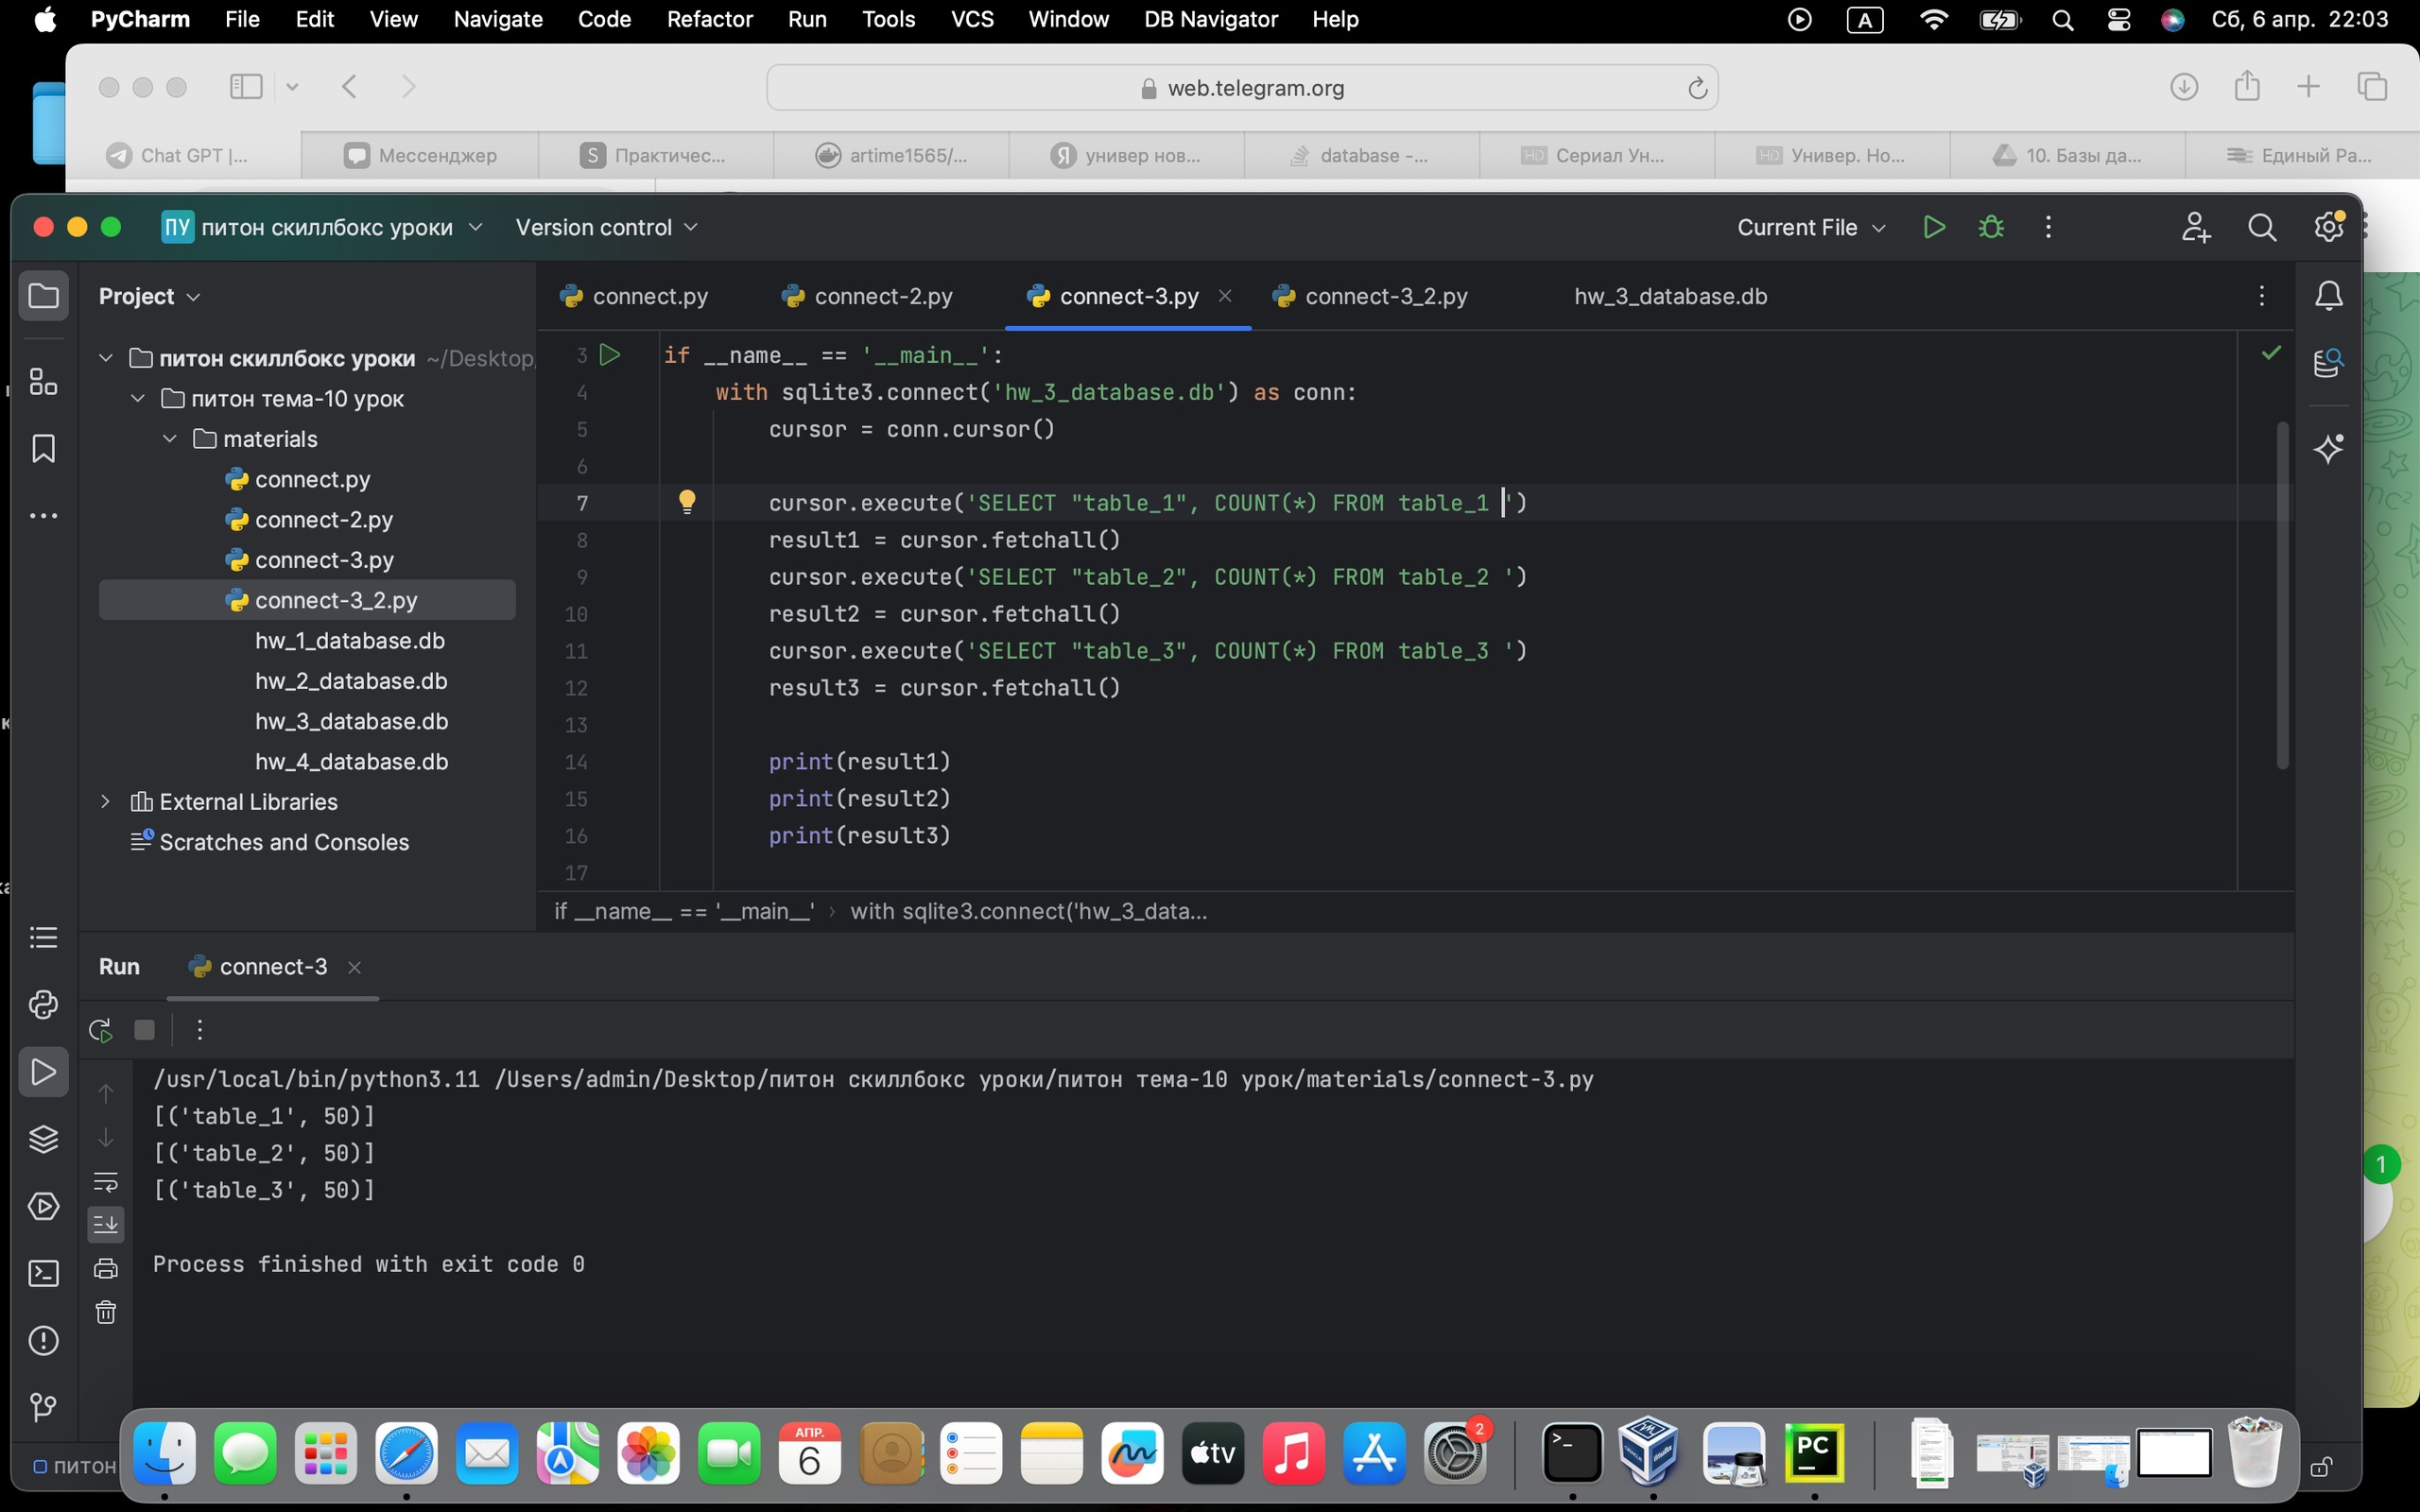 PyCharm File Edit View Navigate Code Refactor Run Tools VCS Window DB Navigator Help A Сб, 6 апр. 22:03
web.telegram.org
Chat GPT |... Мессенджер S Практичес... artime1565/... Я универ нов... database -... HD Сериал Ун... HD Универ. Но... 10. Базы да... Единый Ра...
ПУ питон скиллбокс уроки Version control Current File
Project connect.py connect-2.py connect-3.py connect-3_2.py hw_3_database.db
питон скиллбокс уроки ~/Desktop/
питон тема-10 урок
materials
connect.py
connect-2.py
connect-3.py
connect-3_2.py
hw_1_database.db
hw_2_database.db
hw_3_database.db
hw_4_database.db
External Libraries
Scratches and Consoles
3 if __name__ == '__main__':
4 with sqlite3.connect('hw_3_database.db') as conn:
5 cursor = conn.cursor()
6
7 cursor.execute('SELECT "table_1", COUNT(*) FROM table_1 ')
8 result1 = cursor.fetchall()
9 cursor.execute('SELECT "table_2", COUNT(*) FROM table_2 ')
10 result2 = cursor.fetchall()
11 cursor.execute('SELECT "table_3", COUNT(*) FROM table_3 ')
12 result3 = cursor.fetchall()
13
14 print(result1)
15 print(result2)
16 print(result3)
17
if __name__ == '__main__' › with sqlite3.connect('hw_3_data...
Run connect-3
/usr/local/bin/python3.11 /Users/admin/Desktop/питон скиллбокс уроки/питон тема-10 урок/materials/connect-3.py
[('table_1', 50)]
[('table_2', 50)]
[('table_3', 50)]
Process finished with exit code 0
1
питон
АПР.
6
tv
2
PC